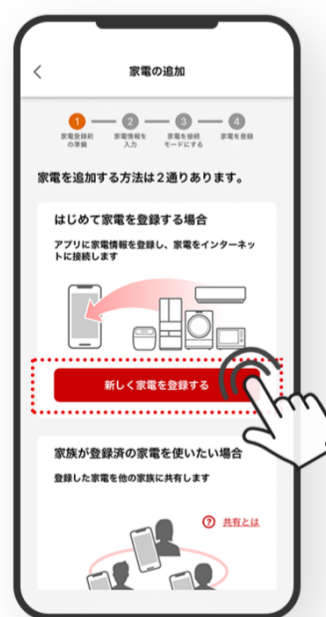 家電の追加
1
2
3
4
家電登録前
の準備
家電情報を
入力
家電を接続
モードにする
家電を登録
家電を追加する方法は2通りあります。
はじめて家電を登録する場合
アプリに家電情報を登録し、家電をインターネッ
トに接続します
新しく家電を登録する
家族が登録済の家電を使いたい場合
登録した家電を他の家族に共有します
? 共有とは